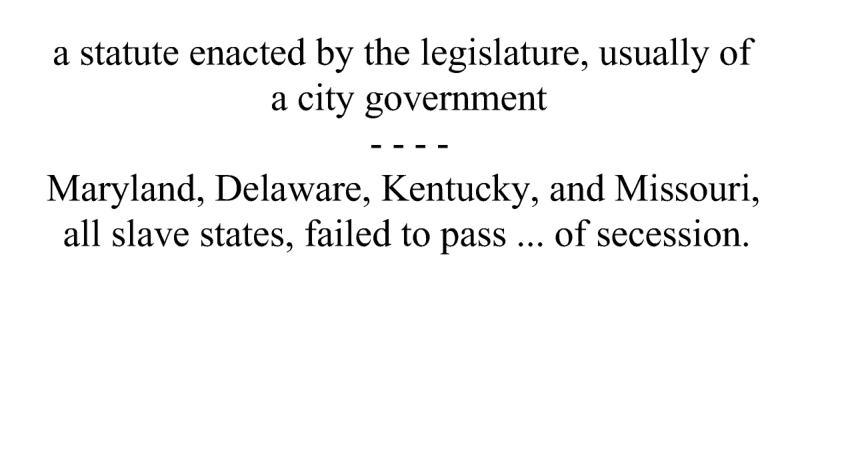 a statute enacted by the legislature, usually of
a city government
- - - -
Maryland, Delaware, Kentucky, and Missouri,
all slave states, failed to pass ... of secession.